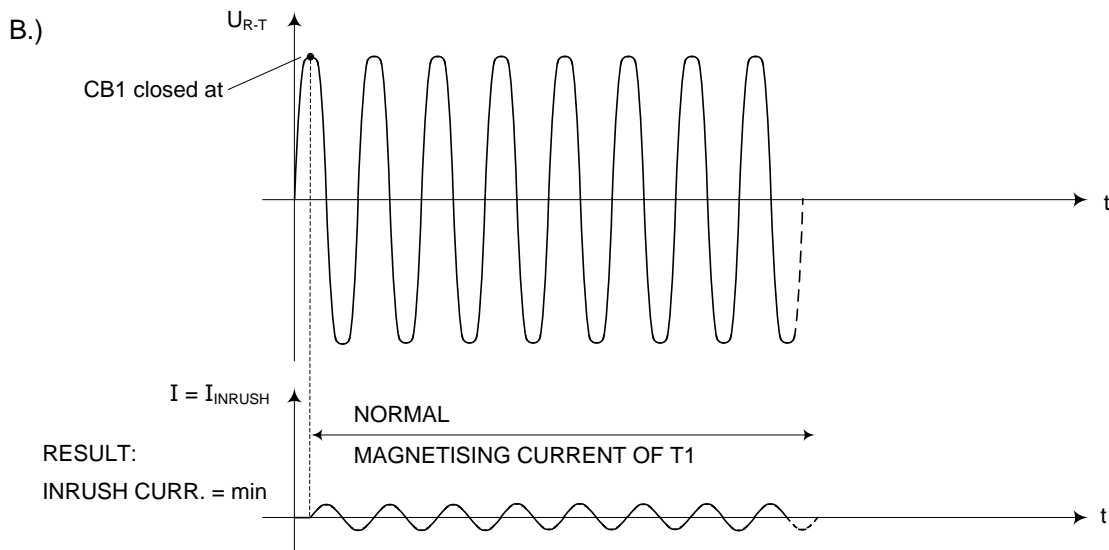 B.)
U_R-T
CB1 closed at
t
I = I_INRUSH
NORMAL
MAGNETISING CURRENT OF T1
RESULT:
INRUSH CURR. = min
t